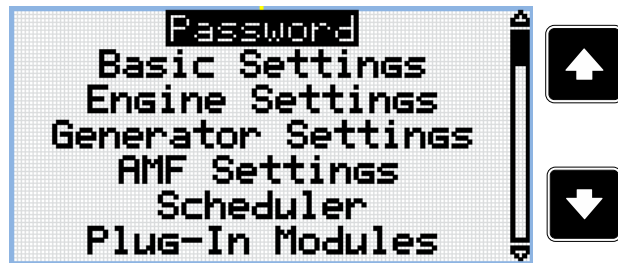 Password
Basic Settings
Engine Settings
Generator Settings
AMF Settings
Scheduler
Plug-In Modules